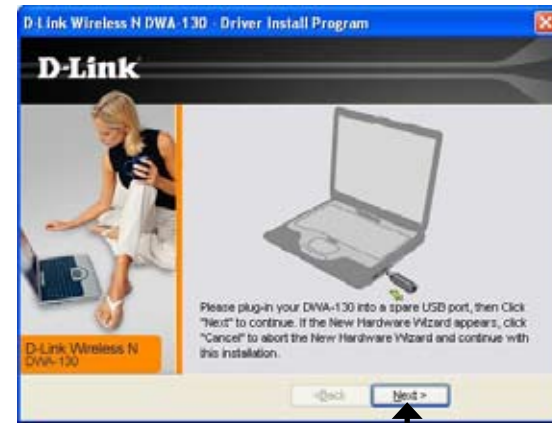 D-Link Wireless N DWA-130 - Driver Install Program
D-Link
Please plug-in your DWA-130 into a spare USB port, then Click
"Next" to continue. If the New Hardware Wizard appears, click
"Cancel" to abort the New Hardware Wizard and continue with
this installation.
D-Link Wireless N
DWA-130
<Back
Next >